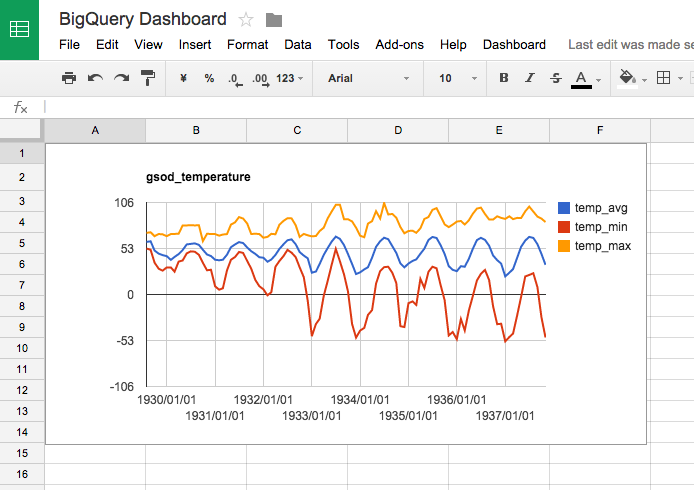 BigQuery Dashboard
File Edit View Insert Format Data Tools Add-ons Help Dashboard Last edit was made se
¥ % .0 .00 123 Arial 10 B I S A
fx
A B C D E F
1
2
3
4
5
6
7
8
9
10
11
12
13
14
15
16
gsod_temperature
106
53
0
-53
-106
1930/01/01 1932/01/01 1934/01/01 1936/01/01
1931/01/01 1933/01/01 1935/01/01 1937/01/01
temp_avg
temp_min
temp_max